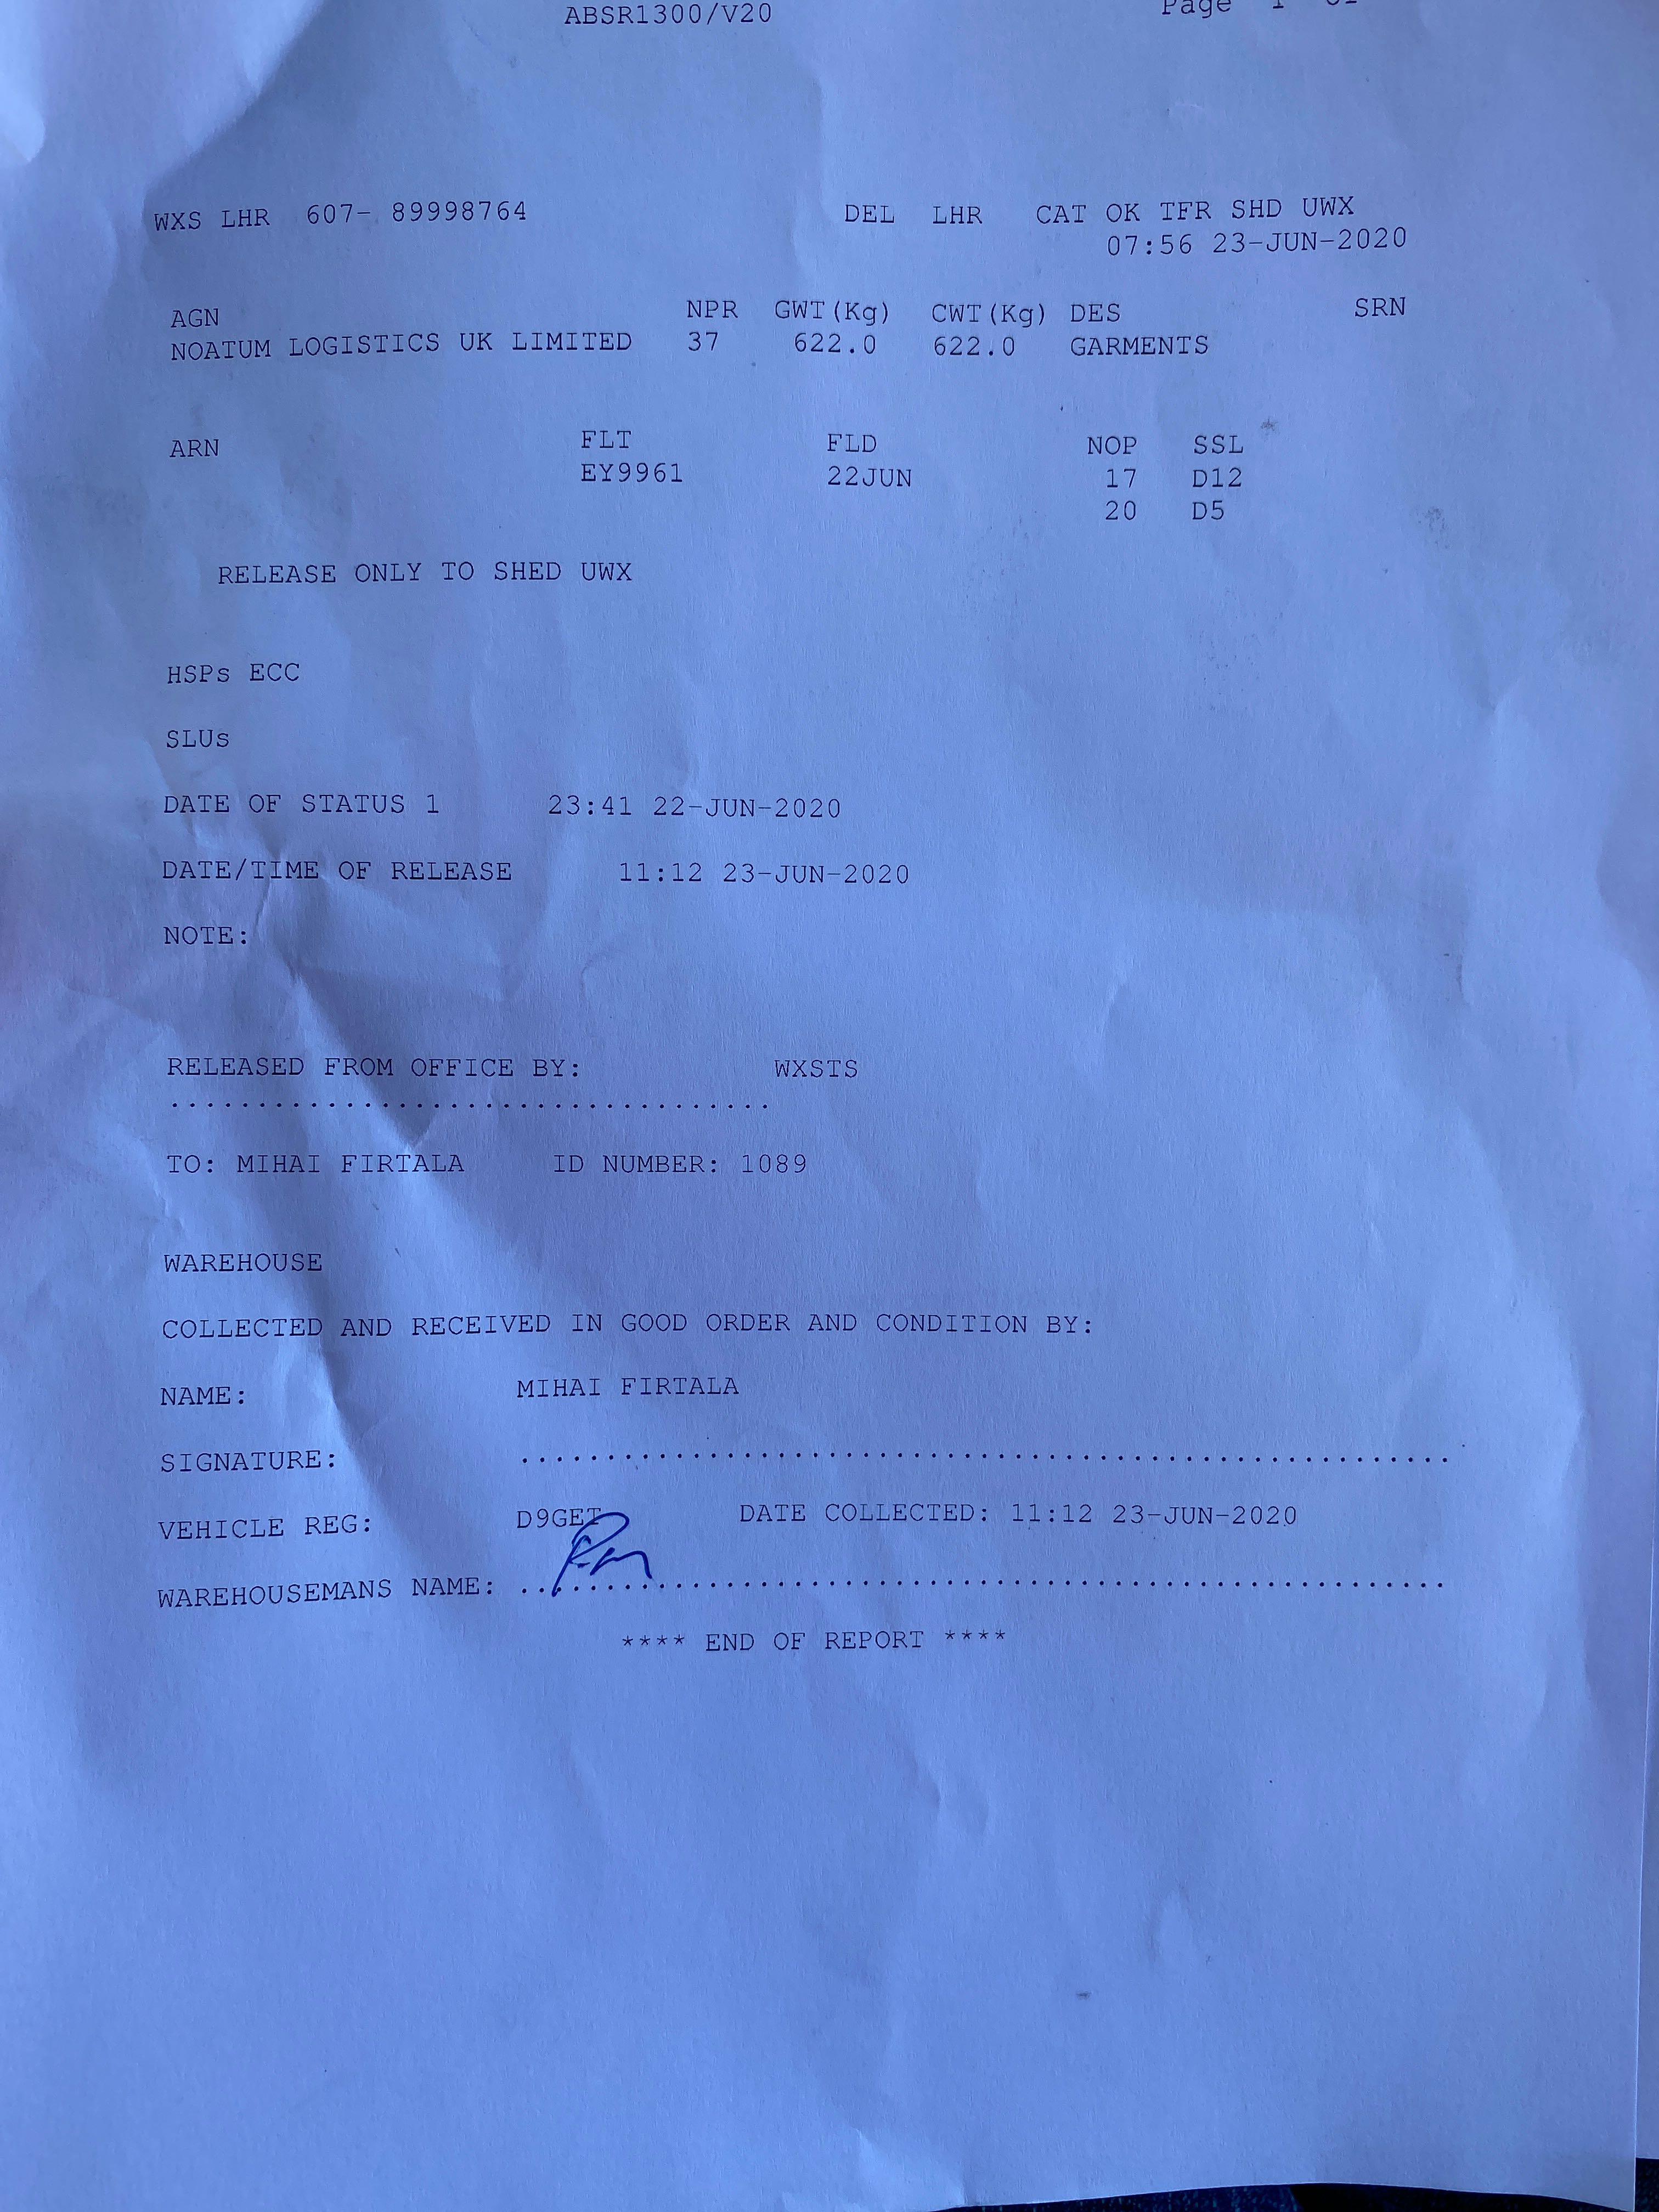 ABSR1300/V20 Page 1
WXS LHR 607- 89998764 DEL LHR CAT OK TFR SHD UWX
07:56 23-JUN-2020
AGN NPR GWT(Kg) CWT(Kg) DES SRN
NOATUM LOGISTICS UK LIMITED 37 622.0 622.0 GARMENTS
ARN FLT FLD NOP SSL
EY9961 22JUN 17 D12
20 D5
RELEASE ONLY TO SHED UWX
HSPs ECC
SLUs
DATE OF STATUS 1 23:41 22-JUN-2020
DATE/TIME OF RELEASE 11:12 23-JUN-2020
NOTE:
RELEASED FROM OFFICE BY: WXSTS
...................................
TO: MIHAI FIRTALA ID NUMBER: 1089
WAREHOUSE
COLLECTED AND RECEIVED IN GOOD ORDER AND CONDITION BY:
NAME: MIHAI FIRTALA
SIGNATURE: ......................................................
VEHICLE REG: D9GET DATE COLLECTED: 11:12 23-JUN-2020
WAREHOUSEMANS NAME: ......................................................
**** END OF REPORT ****